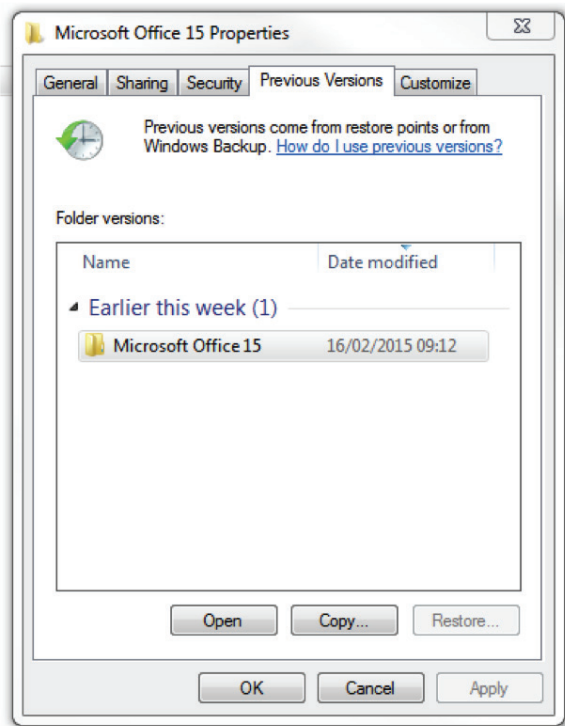 Microsoft Office 15 Properties
General Sharing Security Previous Versions Customize
Previous versions come from restore points or from
Windows Backup. How do I use previous versions?
Folder versions:
Name Date modified
Earlier this week (1)
Microsoft Office 15 16/02/2015 09:12
Open Copy... Restore...
OK Cancel Apply